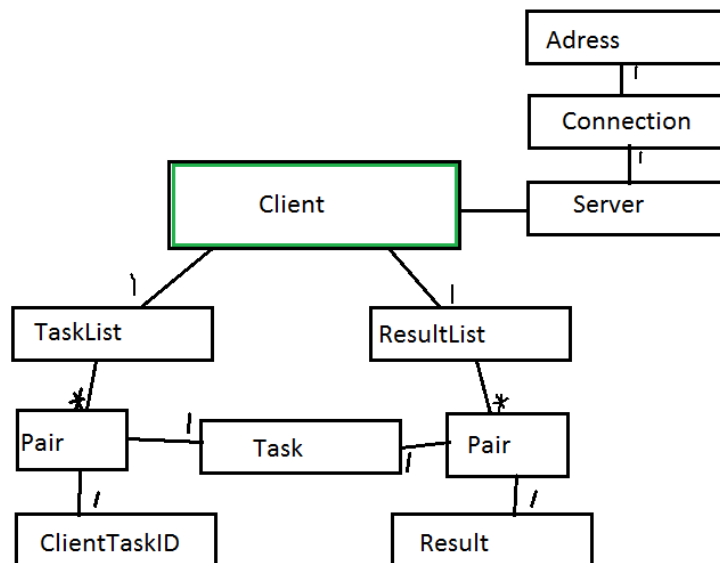 Adress
1
Connection
1
Client
Server
1
1
TaskList
ResultList
*
*
Pair
1
Task
1
Pair
1
1
ClientTaskID
Result